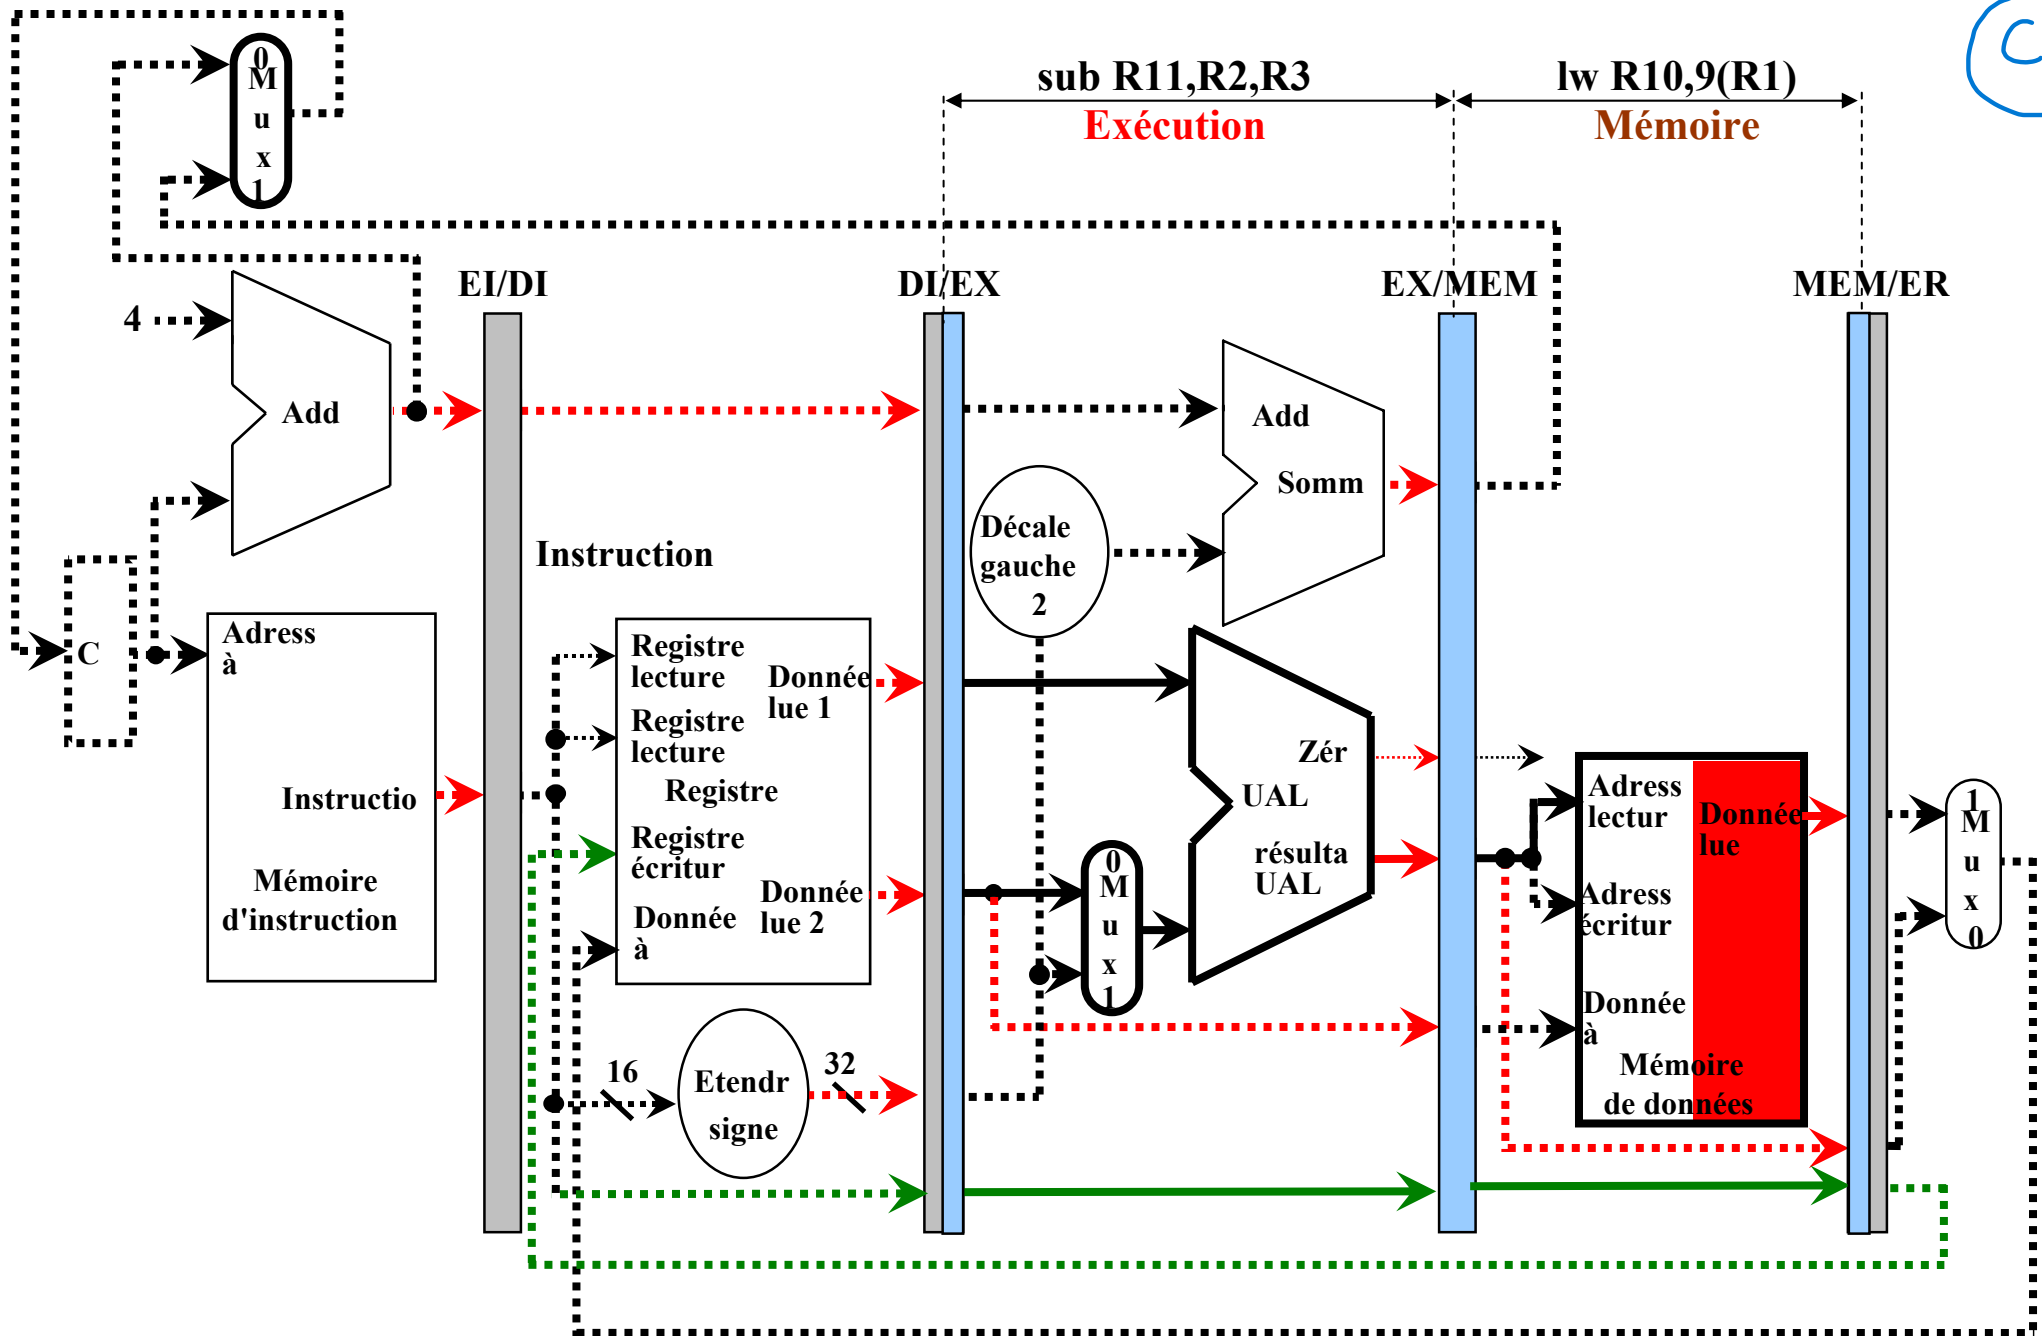 sub R11,R2,R3
lw R10,9(R1)
Exécution
Mémoire
0
M
u
x
1
EI/DI
DI/EX
EX/MEM
MEM/ER
4
Add
Add
Somm
Décale
gauche
2
Instruction
C
Adress
à
Instructio
Mémoire
d'instruction
Registre
lecture
Donnée
lue 1
Registre
lecture
Registre
Registre
écritur
Donnée
lue 2
Donnée
à
Zér
UAL
résulta
UAL
0
M
u
x
1
Adress
lectur
Donnée
lue
Adress
écritur
Donnée
à
Mémoire
de données
1
M
u
x
0
16
Etendr
signe
32